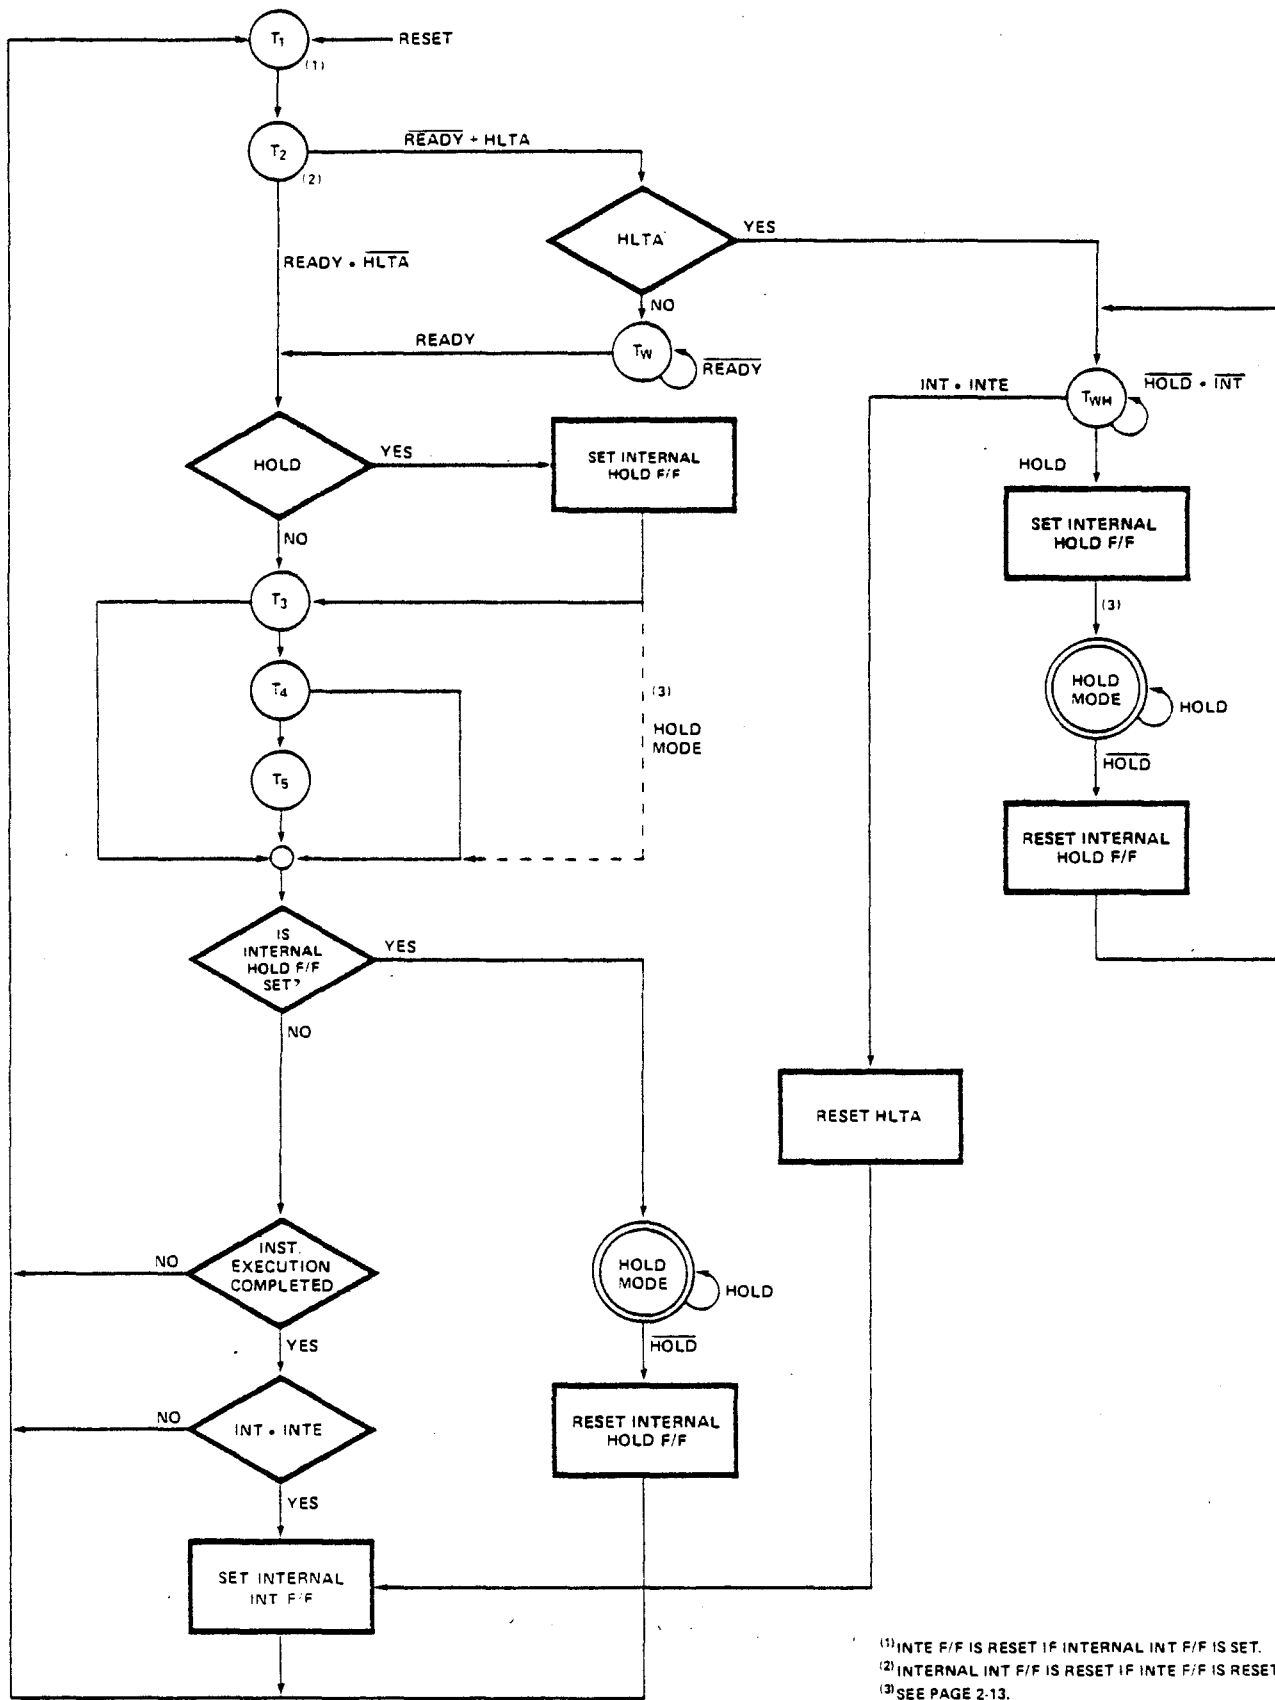 T1
RESET
(1)
T2
(2)
READY + HLTA
HLTA
YES
READY • HLTA
NO
READY
TW
READY
INT • INTE
TWH
HOLD • INT
HOLD
YES
SET INTERNAL
HOLD F/F
HOLD
SET INTERNAL
HOLD F/F
NO
T3
(3)
T4
(3)
HOLD
MODE
HOLD
MODE
HOLD
HOLD
T5
RESET INTERNAL
HOLD F/F
IS
INTERNAL
HOLD F/F
SET?
YES
NO
RESET HLTA
NO
INST.
EXECUTION
COMPLETED
HOLD
MODE
HOLD
YES
HOLD
NO
INT • INTE
RESET INTERNAL
HOLD F/F
YES
SET INTERNAL
INT F/F
(1) INTE F/F IS RESET IF INTERNAL INT F/F IS SET.
(2) INTERNAL INT F/F IS RESET IF INTE F/F IS RESET
(3) SEE PAGE 2-13.